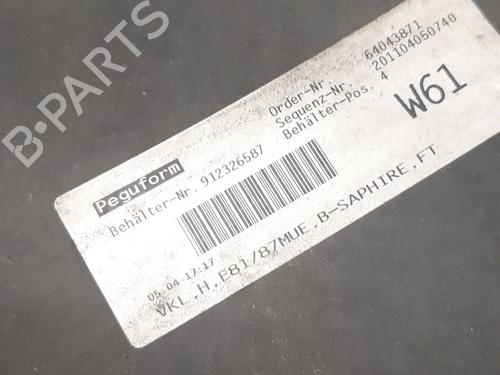 B-PARTS
Peguform
Behälter-Nr. 912326587
Order-Nr. 64043871
Sequenz-Nr. 201104050740
Behälter-Pos. 4
W61
05.04-17:17
VKL.H.E81/87MUE.B-SAPHIRE.FT